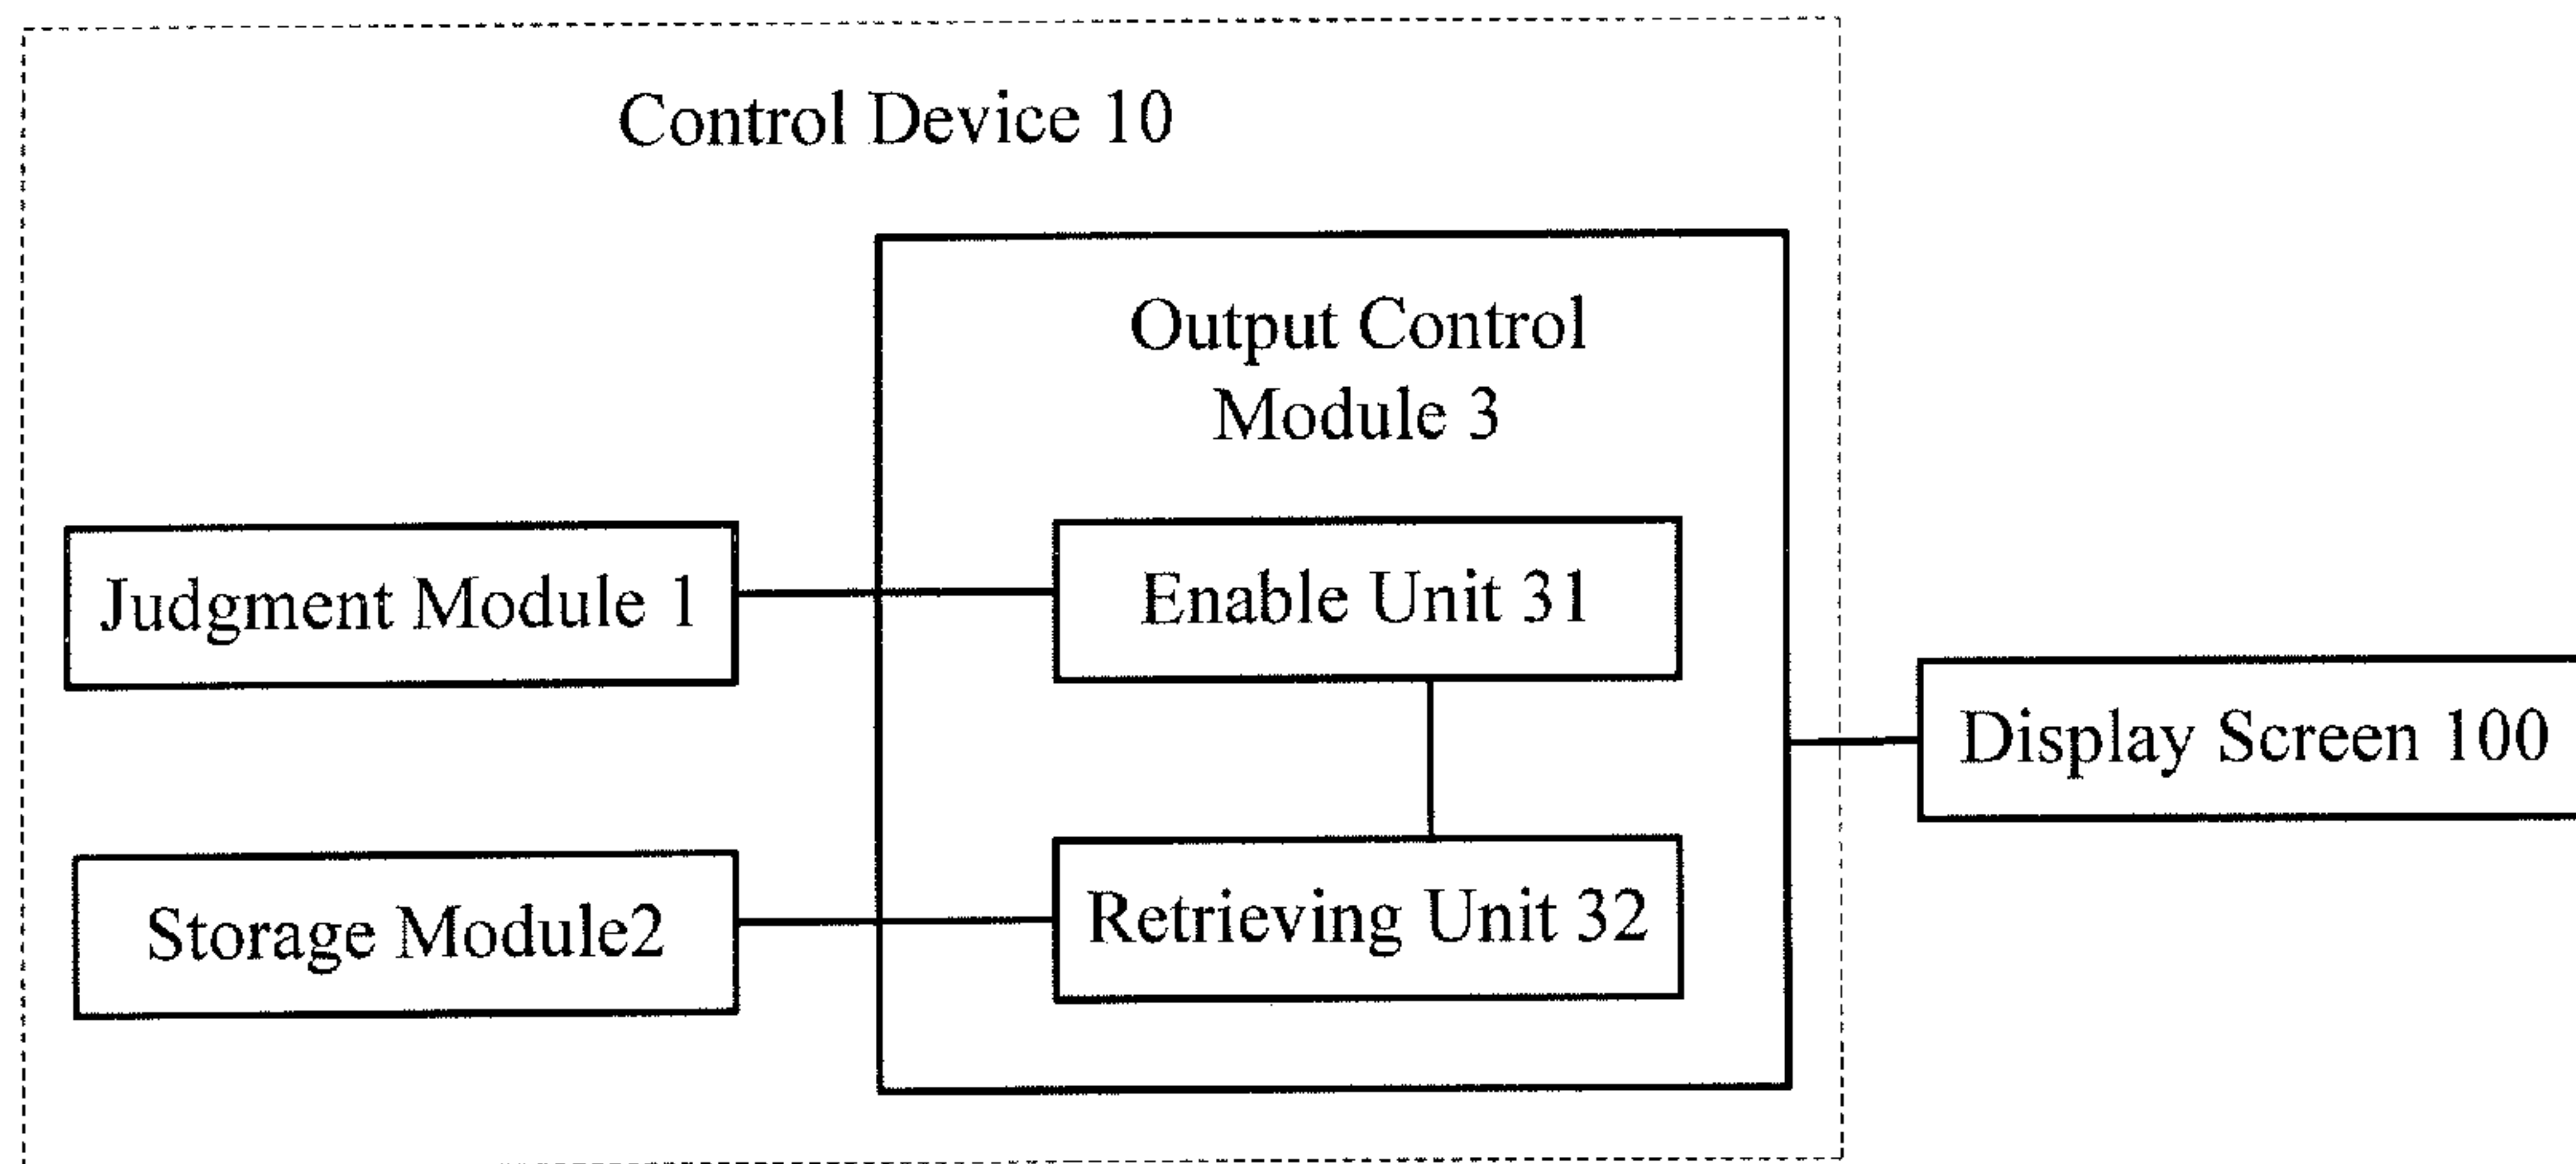 Control Device 10
Output Control
Module 3
Judgment Module 1
Enable Unit 31
Display Screen 100
Storage Module2
Retrieving Unit 32